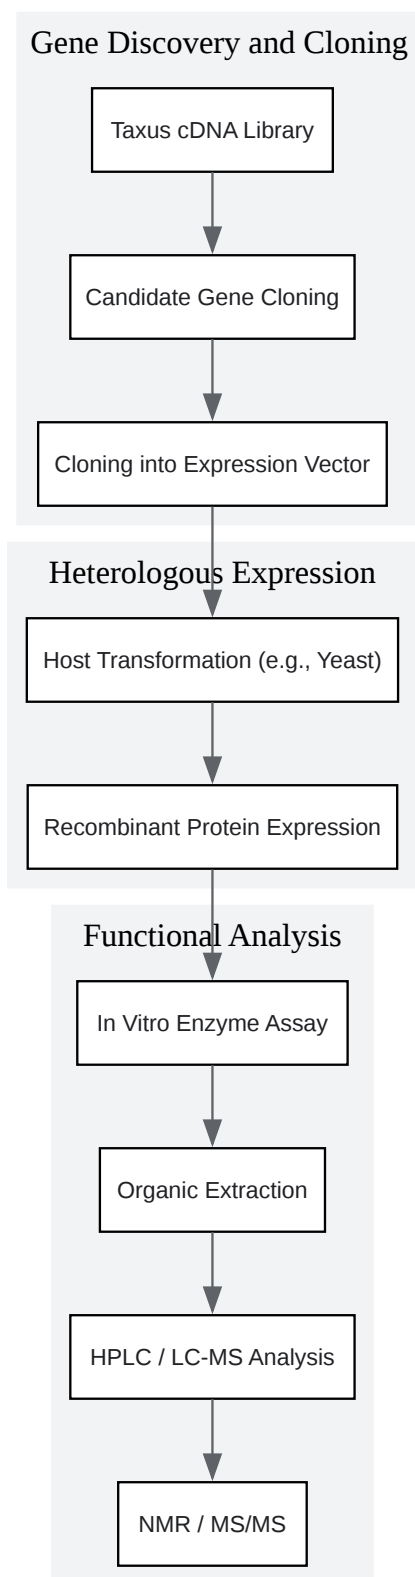 Gene Discovery and Cloning
Taxus cDNA Library
Candidate Gene Cloning
Cloning into Expression Vector
Heterologous Expression
Host Transformation (e.g., Yeast)
Recombinant Protein Expression
Functional Analysis
In Vitro Enzyme Assay
Organic Extraction
HPLC / LC-MS Analysis
NMR / MS/MS